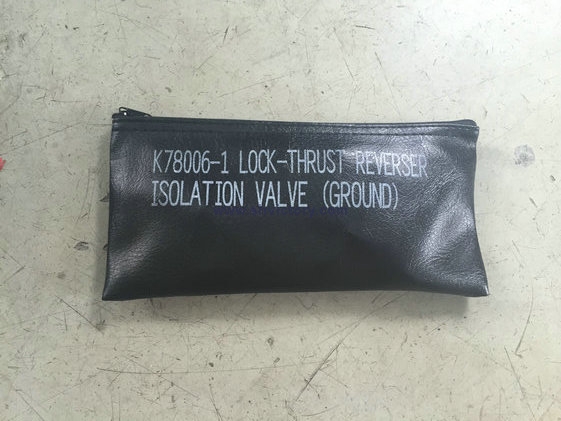 K78006-1 LOCK-THRUST REVERSER
ISOLATION VALVE (GROUND)